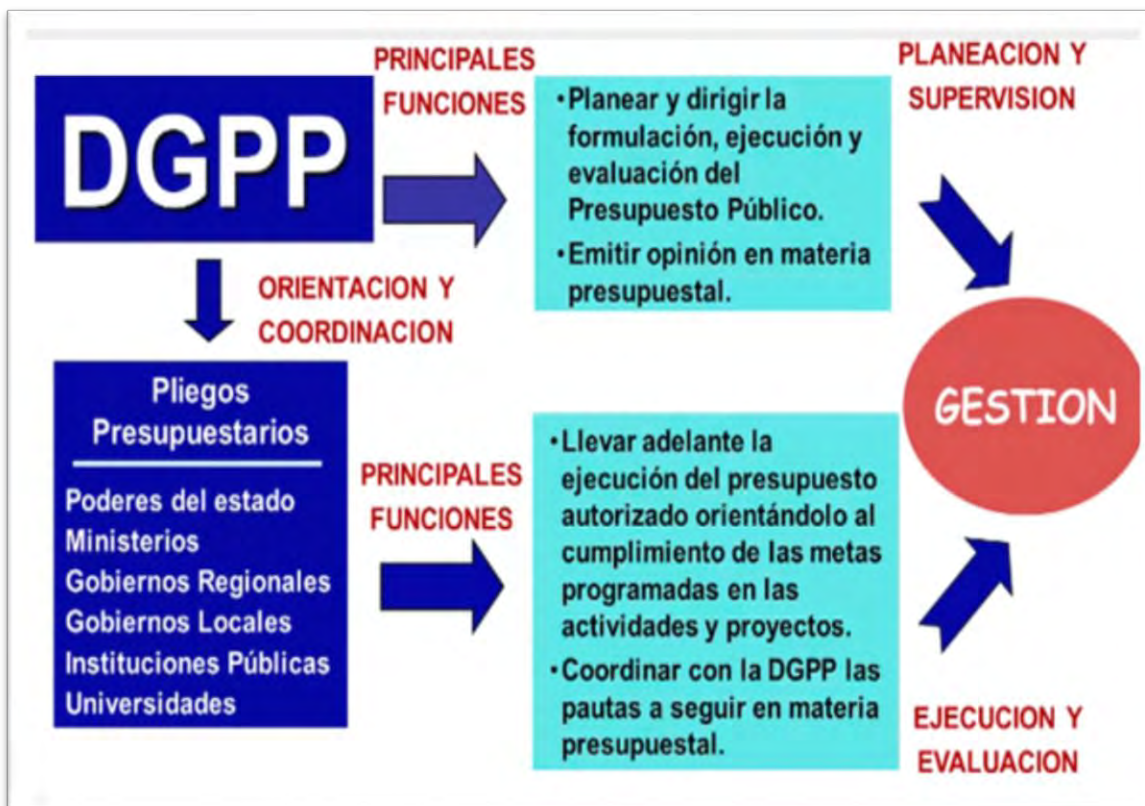 DGPP
PRINCIPALES
FUNCIONES
•Planear y dirigir la
formulación, ejecución y
evaluación del
Presupuesto Público.
•Emitir opinión en materia
presupuestal.
PLANEACION Y
SUPERVISION
ORIENTACION Y
COORDINACION
Pliegos
Presupuestarios
Poderes del estado
Ministerios
Gobiernos Regionales
Gobiernos Locales
Instituciones Públicas
Universidades
PRINCIPALES
FUNCIONES
•Llevar adelante la
ejecución del presupuesto
autorizado orientándolo al
cumplimiento de las metas
programadas en las
actividades y proyectos.
•Coordinar con la DGPP las
pautas a seguir en materia
presupuestal.
GESTION
EJECUCION Y
EVALUACION